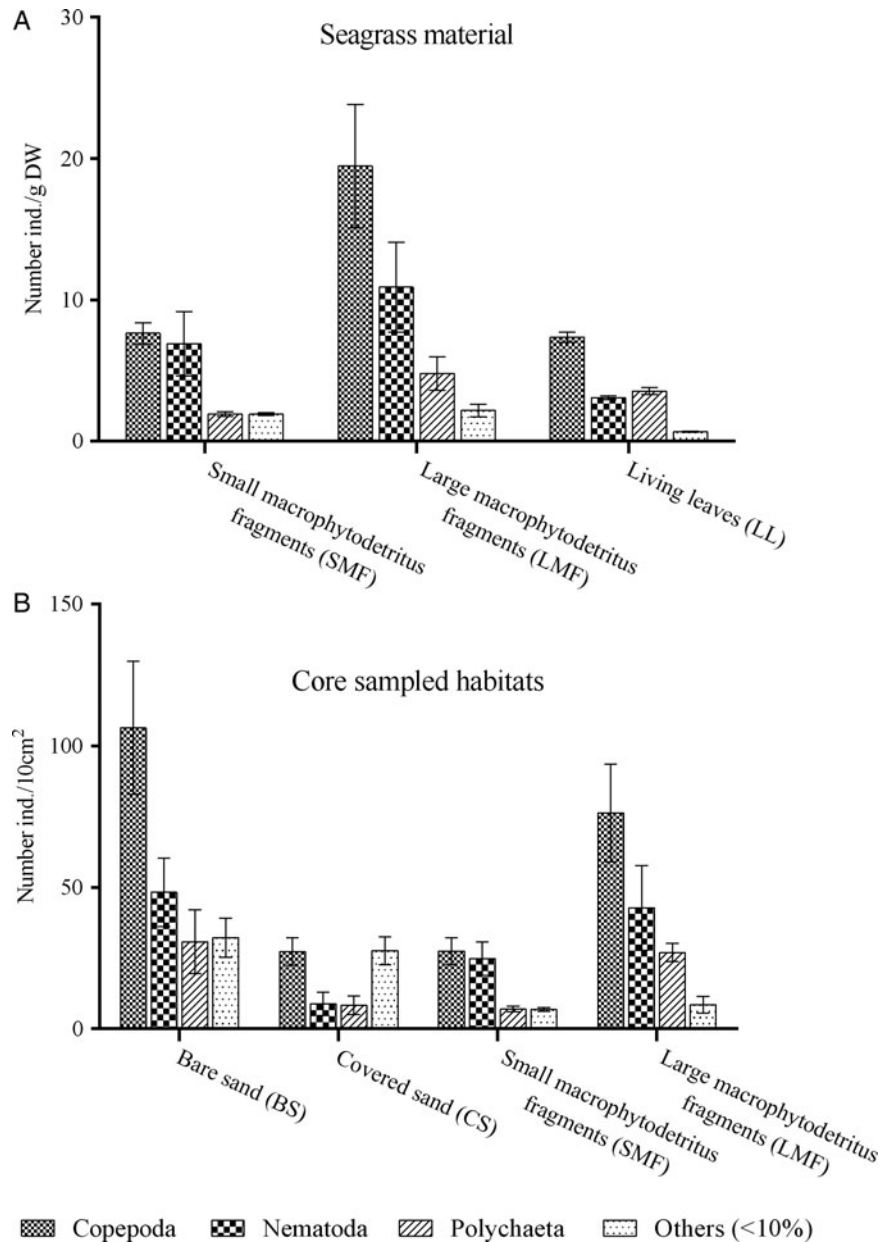 A
Seagrass material
30
20
10
0
Number ind./g DW
Small macrophytodetritus
fragments (SMF)
Large macrophytodetritus
fragments (LMF)
Living leaves (LL)
B
Core sampled habitats
150
100
50
0
Number ind./10cm²
Bare sand (BS)
Covered sand (CS)
Small macrophytodetritus
fragments (SMF)
Large macrophytodetritus
fragments (LMF)
Copepoda Nematoda Polychaeta Others (<10%)